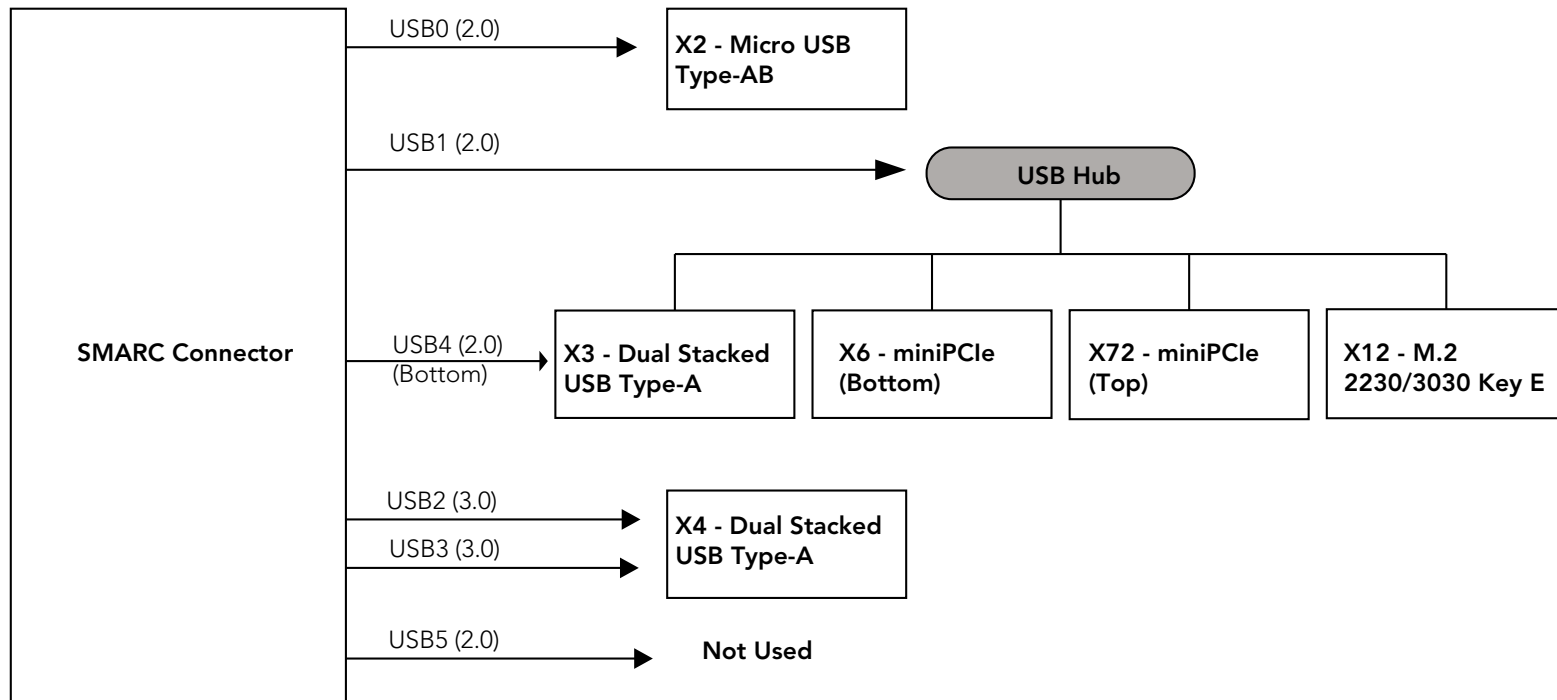 USB0 (2.0)
X2 - Micro USB
Type-AB
USB1 (2.0)
USB Hub
SMARC Connector
USB4 (2.0)
(Bottom)
X3 - Dual Stacked
USB Type-A
X6 - miniPCIe
(Bottom)
X72 - miniPCIe
(Top)
X12 - M.2
2230/3030 Key E
USB2 (3.0)
USB3 (3.0)
X4 - Dual Stacked
USB Type-A
USB5 (2.0)
Not Used